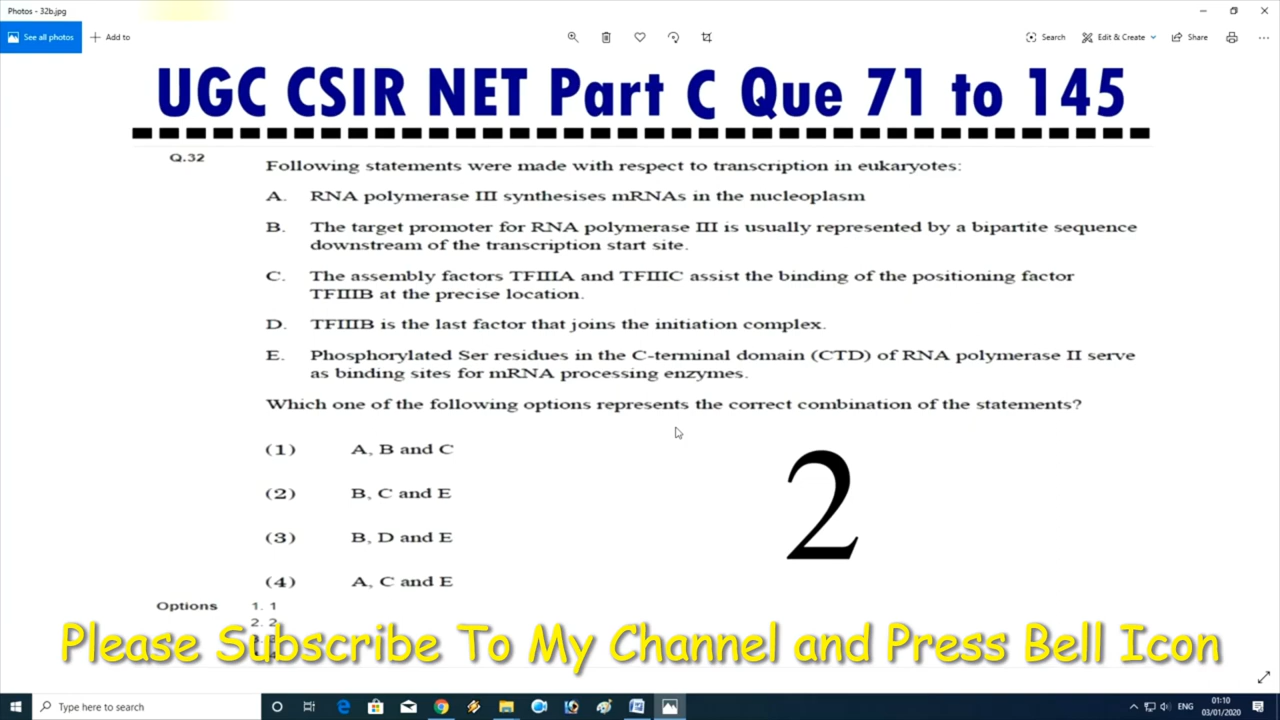 Photos - 32b.jpg
See all photos
Add to
Search
Edit & Create
Share
UGC CSIR NET Part C Que 71 to 145
Q.32
Following statements were made with respect to transcription in eukaryotes:
A. RNA polymerase III synthesises mRNAs in the nucleoplasm
B. The target promoter for RNA polymerase III is usually represented by a bipartite sequence
downstream of the transcription start site.
C. The assembly factors TFIIIA and TFIIIC assist the binding of the positioning factor
TFIIIB at the precise location.
D. TFIIIB is the last factor that joins the initiation complex.
E. Phosphorylated Ser residues in the C-terminal domain (CTD) of RNA polymerase II serve
as binding sites for mRNA processing enzymes.
Which one of the following options represents the correct combination of the statements?
(1) A, B and C
(2) B, C and E
(3) B, D and E
(4) A, C and E
2
Options 1. 1
2. 2
Please Subscribe To My Channel and Press Bell Icon
Type here to search
ENG
01:10
03/01/2020